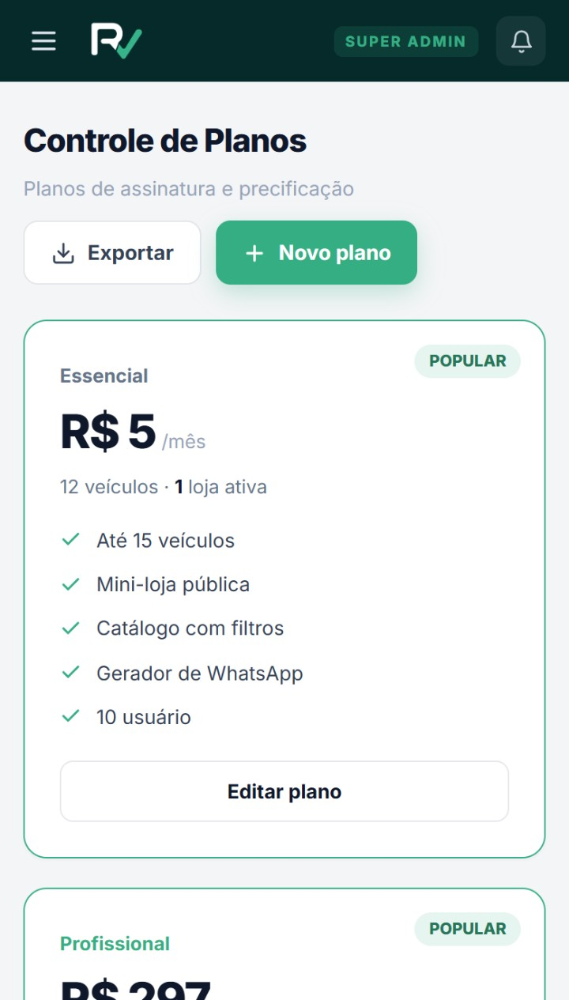 RV
SUPER ADMIN
Controle de Planos
Planos de assinatura e precificação
Exportar
Novo plano
POPULAR
Essencial
R$ 5 /mês
12 veículos · 1 loja ativa
Até 15 veículos
Mini-loja pública
Catálogo com filtros
Gerador de WhatsApp
10 usuário
Editar plano
POPULAR
Profissional
R$ 297